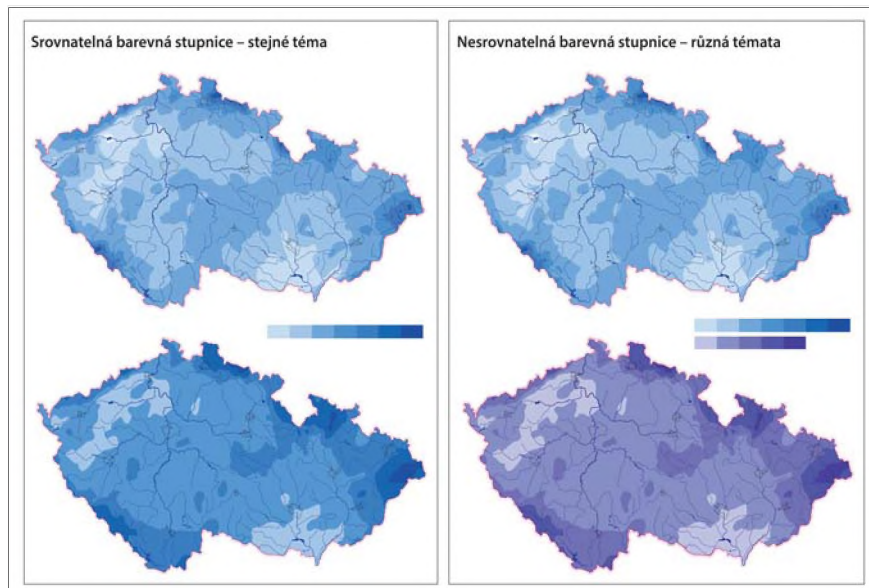 Srovnatelná barevná stupnice – stejné téma
Nesrovnatelná barevná stupnice – různá témata